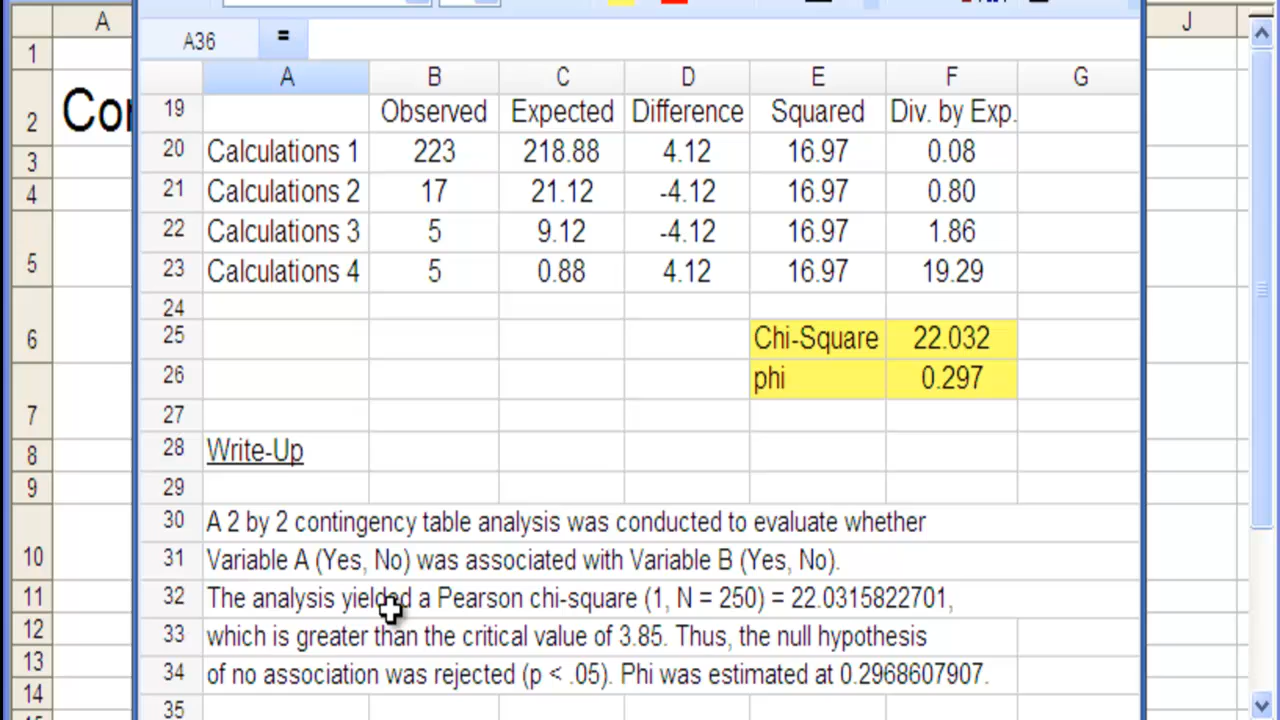 A J
A36 =
A B C D E F G
1
2 Cor
3
4
5
6
7
8
9
10
11
12
13
14
19 Observed Expected Difference Squared Div. by Exp.
20 Calculations 1 223 218.88 4.12 16.97 0.08
21 Calculations 2 17 21.12 -4.12 16.97 0.80
22 Calculations 3 5 9.12 -4.12 16.97 1.86
23 Calculations 4 5 0.88 4.12 16.97 19.29
24
25 Chi-Square 22.032
26 phi 0.297
27
28 Write-Up
29
30 A 2 by 2 contingency table analysis was conducted to evaluate whether
31 Variable A (Yes, No) was associated with Variable B (Yes, No).
32 The analysis yielded a Pearson chi-square (1, N = 250) = 22.0315822701,
33 which is greater than the critical value of 3.85. Thus, the null hypothesis
34 of no association was rejected (p < .05). Phi was estimated at 0.2968607907.
35